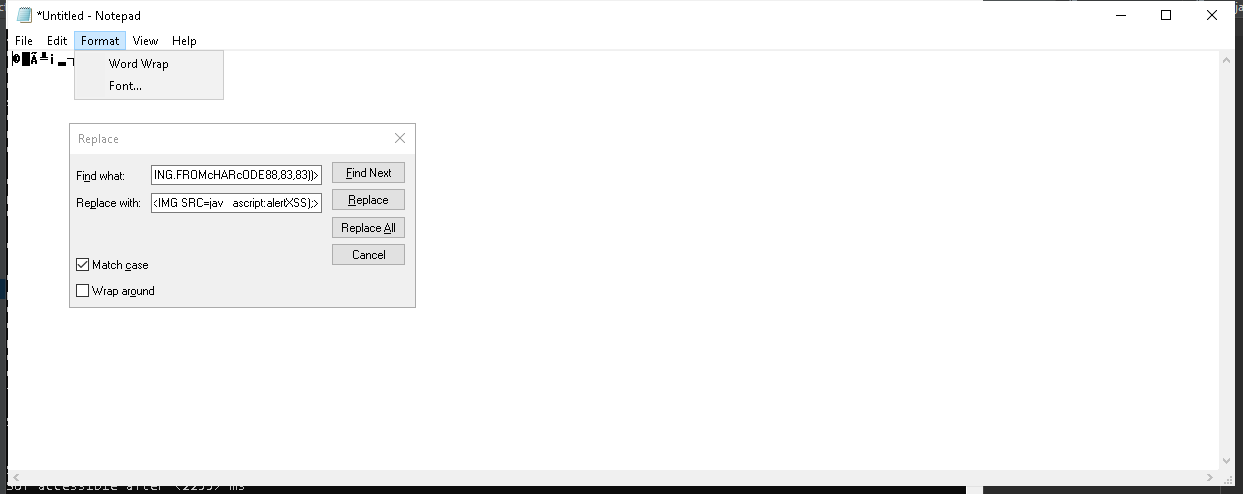 *Untitled - Notepad
File Edit Format View Help
Word Wrap
Font...
Replace
Find what: ING.FROMcHARcODE88,83,83))> Find Next
Replace with: <IMG SRC=jav ascript:alertXSS);> Replace
Replace All
Cancel
Match case
Wrap around